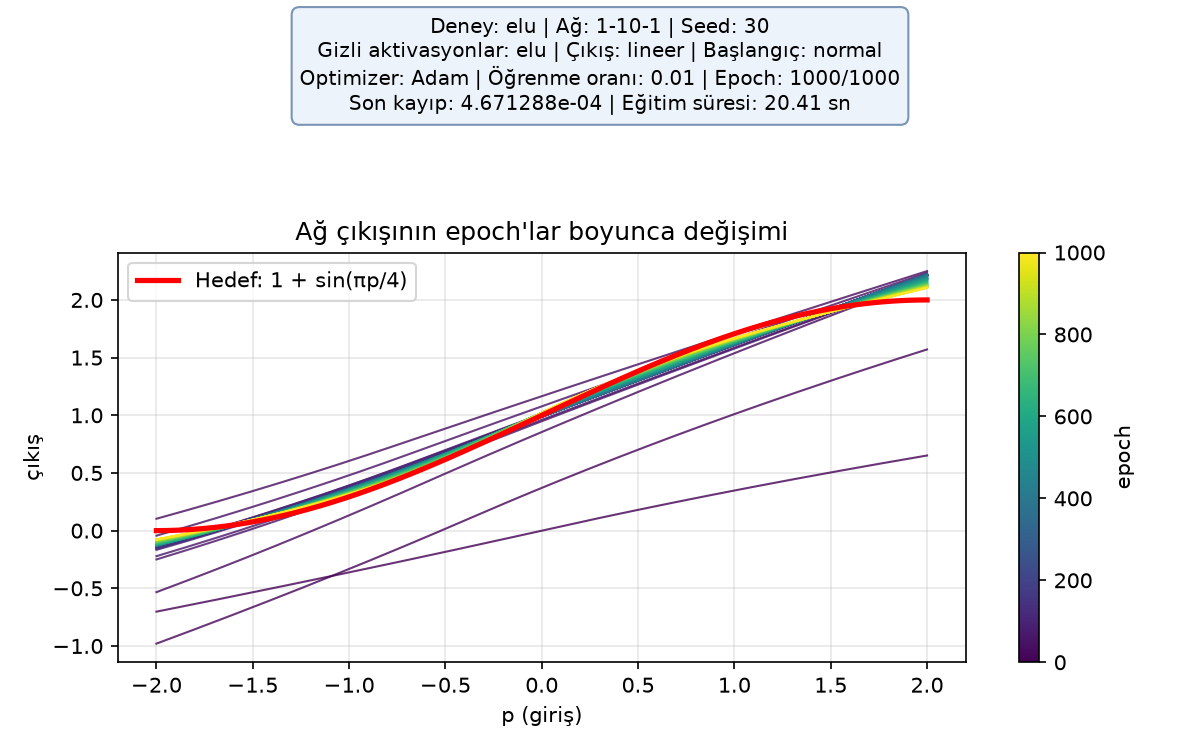 Deney: elu | Ağ: 1-10-1 | Seed: 30
Gizli aktivasyonlar: elu | Çıkış: lineer | Başlangıç: normal
Optimizer: Adam | Öğrenme oranı: 0.01 | Epoch: 1000/1000
Son kayıp: 4.671288e-04 | Eğitim süresi: 20.41 sn
Ağ çıkışının epoch'lar boyunca değişimi
Hedef: 1 + sin(πp/4)
çıkış
2.0
1.5
1.0
0.5
0.0
−0.5
−1.0
−2.0 −1.5 −1.0 −0.5 0.0 0.5 1.0 1.5 2.0
p (giriş)
1000
800
600
400
200
0
epoch